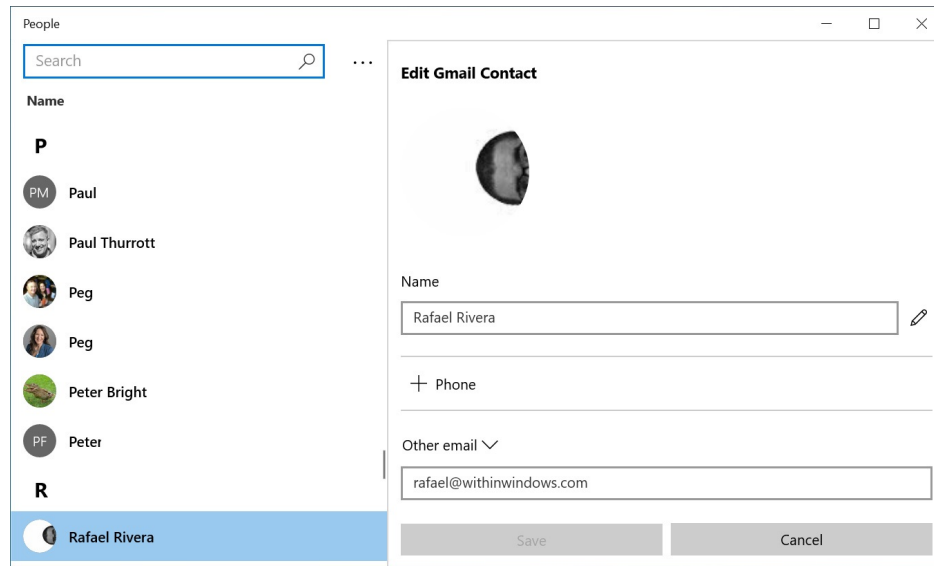 People
Search
...
Name
P
PM Paul
Paul Thurrott
Peg
Peg
Peter Bright
PF Peter
R
Rafael Rivera
Edit Gmail Contact
Name
Rafael Rivera
Phone
Other email
rafael@withinwindows.com
Save
Cancel